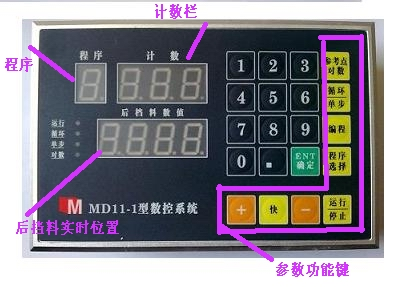 计数栏
程序
程序 计数
后挡料数值
运行
循环
单步
对数
1 2 3
4 5 6
7 8 9
0 . ENT
确定
参考点
对数
循环
单步
编程
程序
选择
+ 快 −
运行
停止
M MD11-1型数控系统
后挡料实时位置
参数功能键